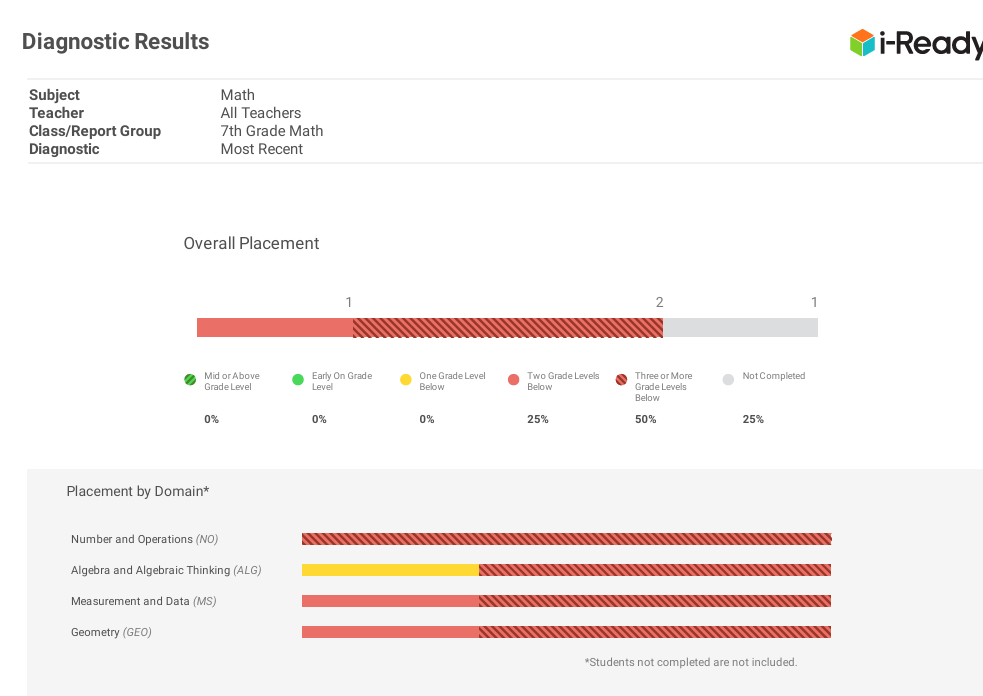 Diagnostic Results
i-Ready
Subject Math
Teacher All Teachers
Class/Report Group 7th Grade Math
Diagnostic Most Recent
Overall Placement
1 2 1
Mid or Above Grade Level
0%
Early On Grade Level
0%
One Grade Level Below
0%
Two Grade Levels Below
25%
Three or More Grade Levels Below
50%
Not Completed
25%
Placement by Domain*
Number and Operations (NO)
Algebra and Algebraic Thinking (ALG)
Measurement and Data (MS)
Geometry (GEO)
*Students not completed are not included.